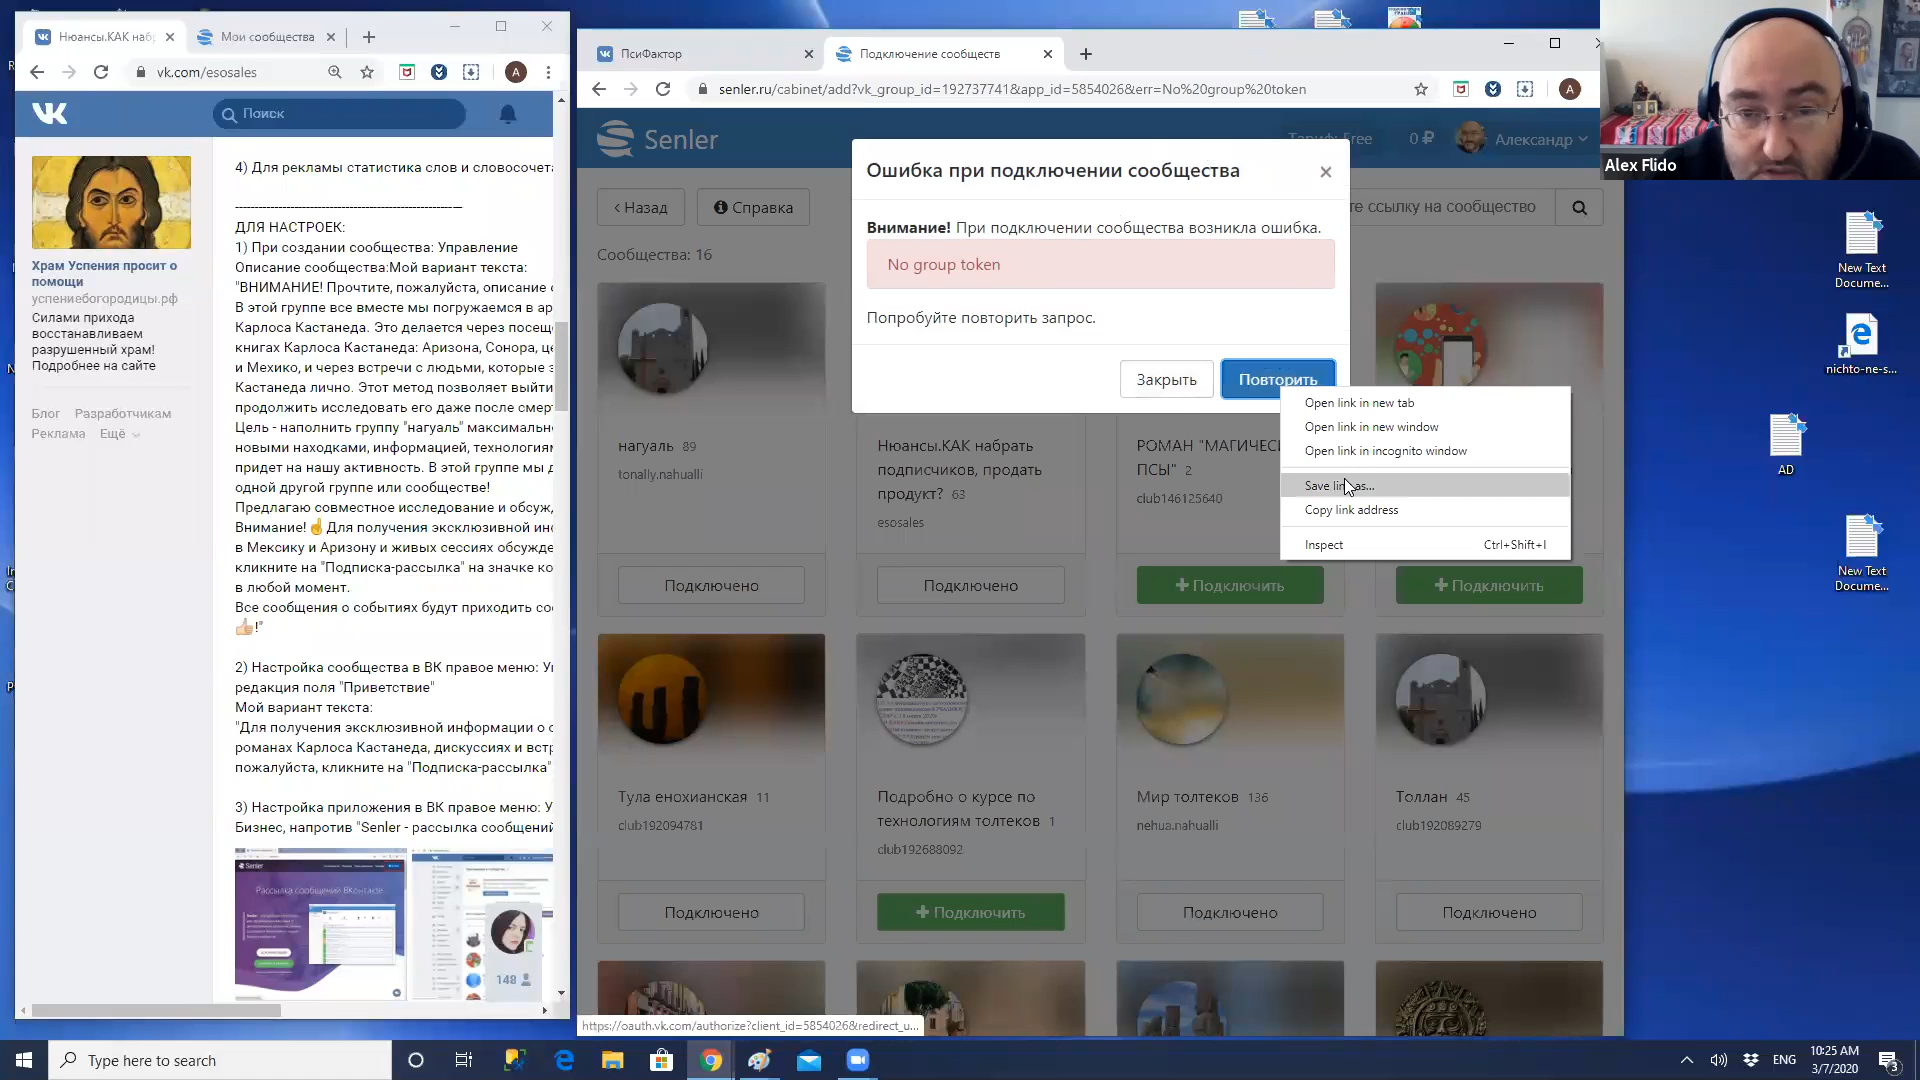 Нюансы.КАК наб
Мои сообщества
vk.com/esosales
Поиск
Храм Успения просит о
помощи
успениебогородицы.рф
Силами прихода
восстанавливаем
разрушенный храм!
Подробнее на сайте
Блог Разработчикам
Реклама Ещё
4) Для рекламы статистика слов и словосочета
----------------------------------------------------------
ДЛЯ НАСТРОЕК:
1) При создании сообщества: Управление
Описание сообщества:Мой вариант текста:
"ВНИМАНИЕ! Прочтите, пожалуйста, описание
В этой группе все вместе мы погружаемся в
Карлоса Кастанеда. Это делается через
книгах Карлоса Кастанеда: Аризона, Сонора,
и Мехико, и через встречи с людьми, которые
Кастанеда лично. Этот метод позволяет выйти
продолжить исследовать его даже после
Цель - наполнить группу "нагуаль"
новыми находками, информацией,
придет на нашу активность. В этой группе мы
одной другой группе или сообществе!
Предлагаю совместное исследование и
Внимание!☝Для получения эксклюзивной
в Мексику и Аризону и живых сессиях
кликните на "Подписка-рассылка" на значке
в любой момент.
Все сообщения о событиях будут приходить
👍!"
2) Настройка сообщества в ВК правое меню:
редакция поля "Приветствие"
Мой вариант текста:
"Для получения эксклюзивной информации о
романах Карлоса Кастанеда, дискуссиях и
пожалуйста, кликните на "Подписка-рассылка"
3) Настройка приложения в ВК правое меню:
Бизнес, напротив "Senler - рассылка
Senler
Рассылка сообщений ВКонтакте
148
ПсиФактор
Подключение сообществ
senler.ru/cabinet/add?vk_group_id=192737741&app_id=5854026&err=No%20group%20token
Senler
Тариф: Free
0 ₽
Александр
‹ Назад
Справка
ссылку на сообщество
Сообщества: 16
Ошибка при подключении сообщества
×
Внимание! При подключении сообщества возникла ошибка.
No group token
Попробуйте повторить запрос.
Закрыть
Повторить
Open link in new tab
Open link in new window
Open link in incognito window
Save link as...
Copy link address
Inspect Ctrl+Shift+I
нагуаль 89
tonally.nahualli
Подключено
Нюансы.КАК набрать
подписчиков, продать
продукт? 63
esosales
Подключено
РОМАН "МАГИЧЕС
ПСЫ" 2
club146125640
+ Подключить
+ Подключить
Тула енохианская 11
club192094781
Подключено
Подробно о курсе по
технологиям толтеков 1
club192688092
+ Подключить
Мир толтеков 136
nehua.nahualli
Подключено
Толлан 45
club192089279
Подключено
https://oauth.vk.com/authorize?client_id=5854026&redirect_u...
Alex Flido
New Text
Docume...
nichto-ne-s...
AD
New Text
Docume...
Type here to search
ENG
10:25 AM
3/7/2020
3